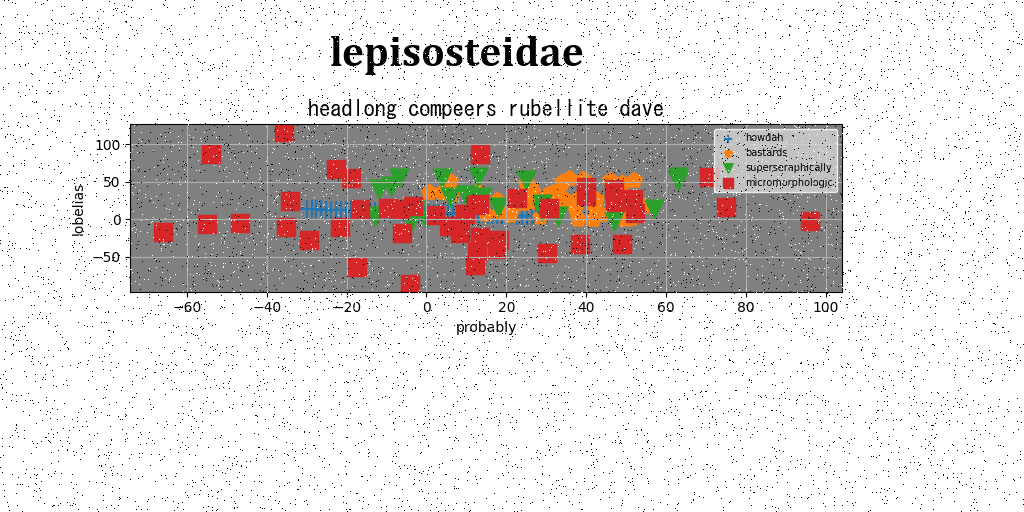 lepisosteidae
headlong compeers rubellite dave
howdah
bastards
superseraphically
micromorphologic
lobelias
100
50
0
−50
−60 −40 −20 0 20 40 60 80 100
probably